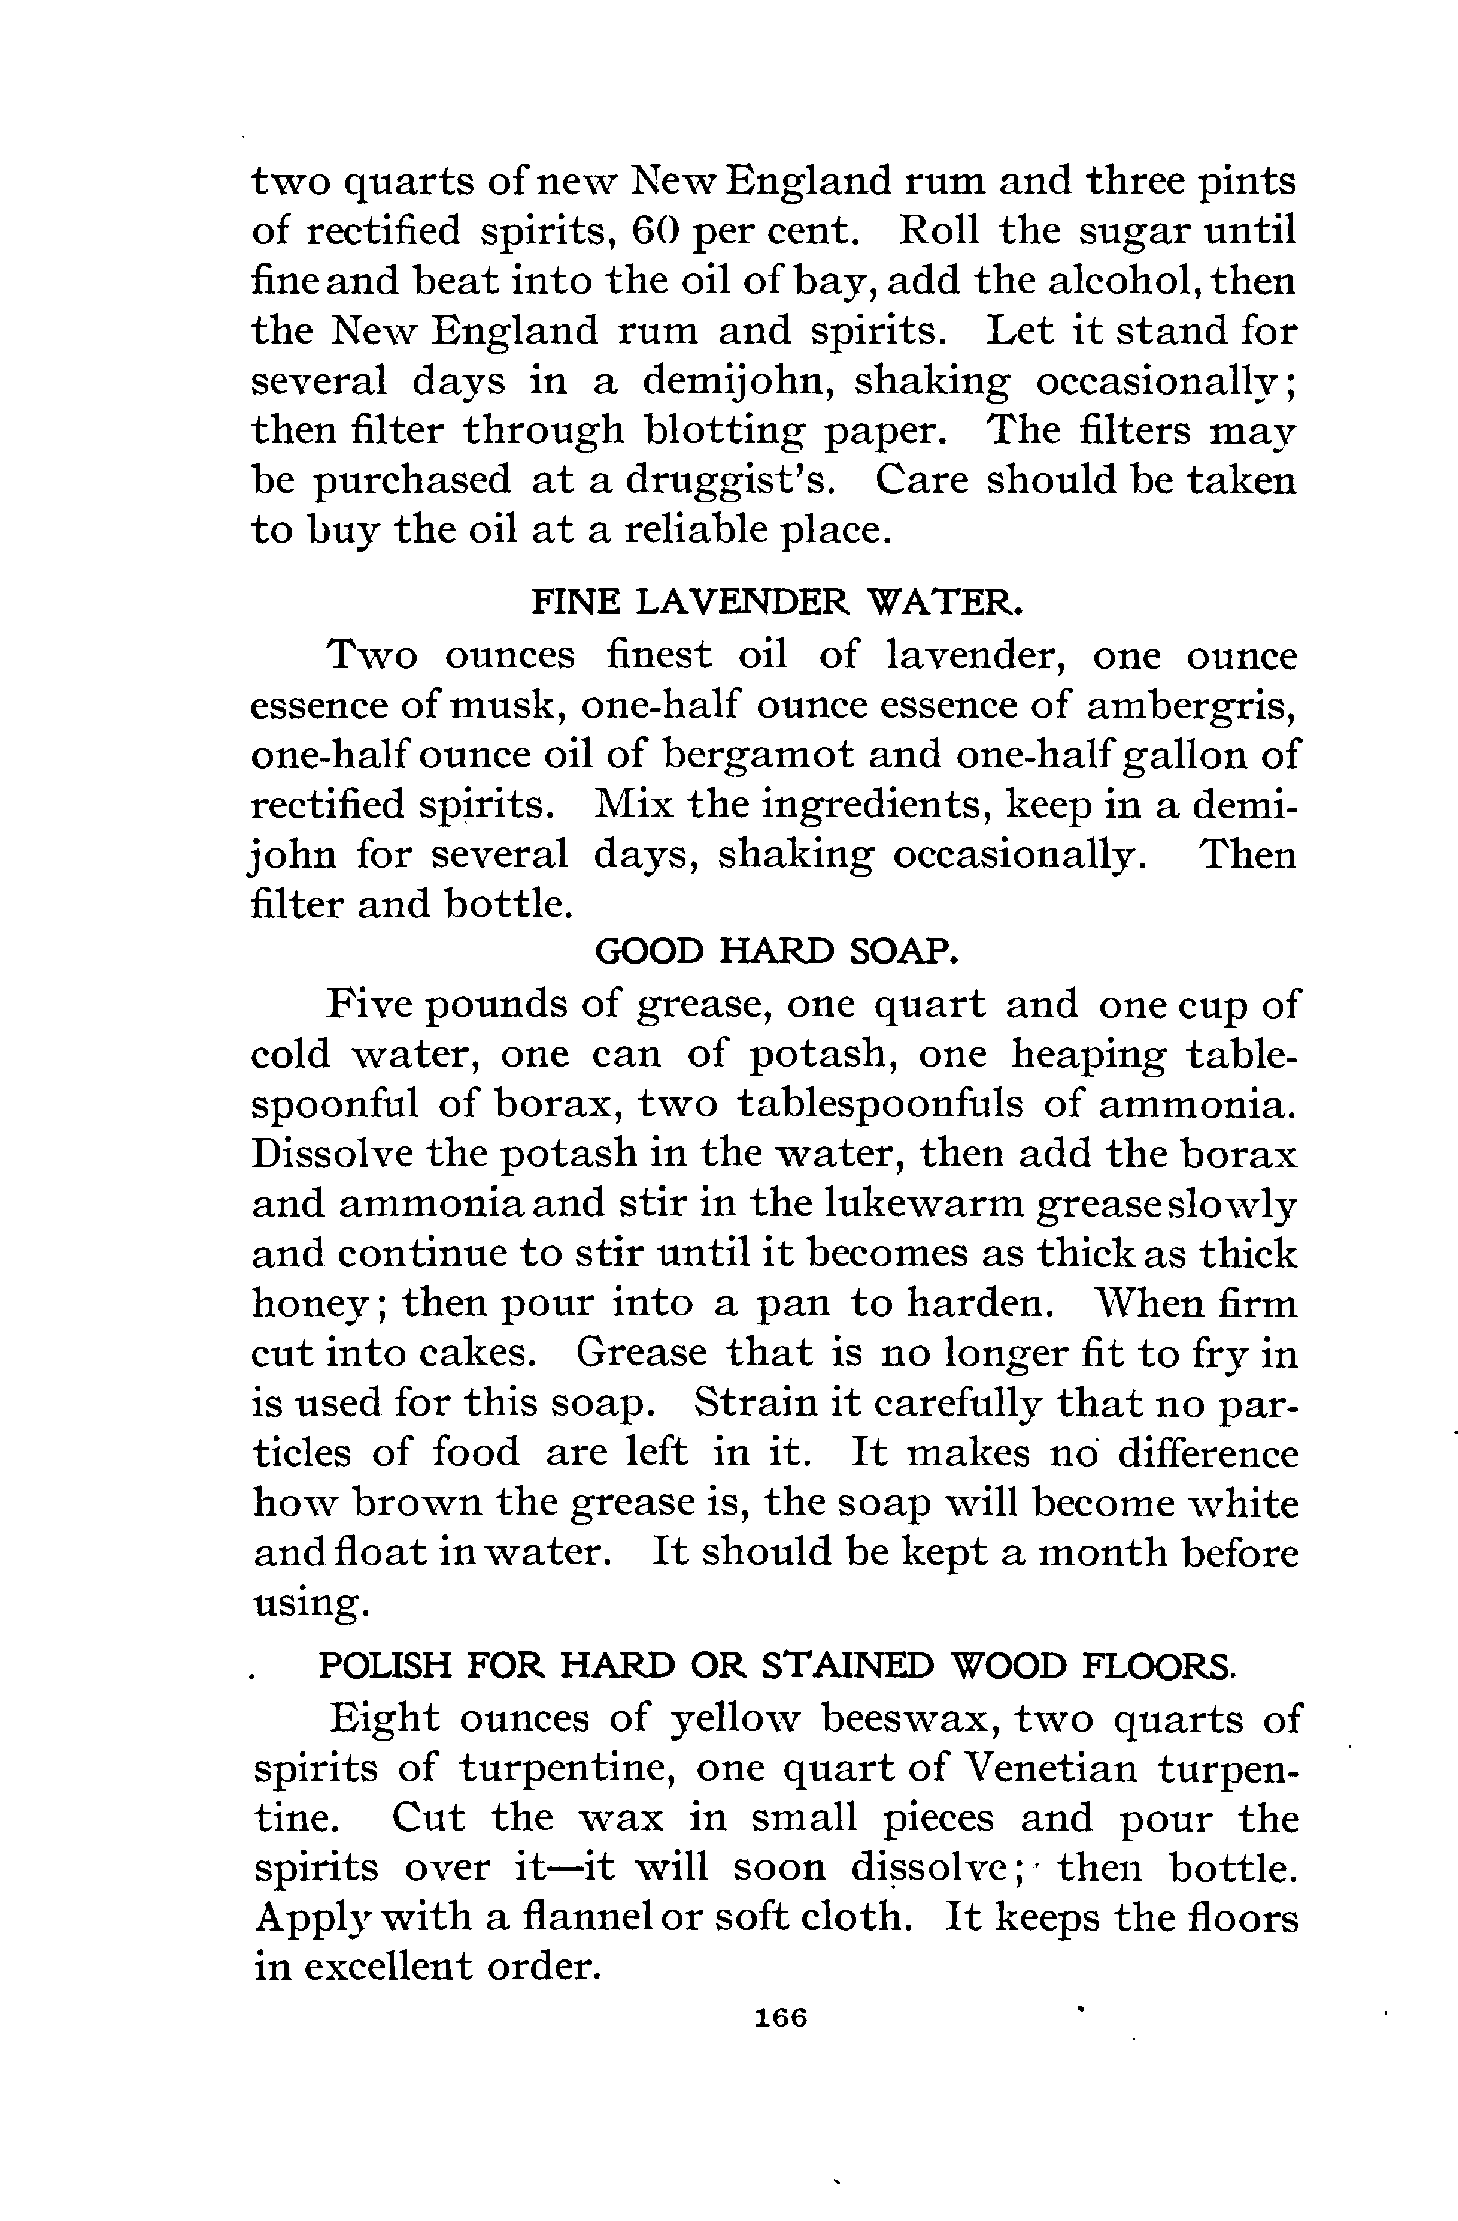 two quarts of new New England rum and three pints
of rectified spirits, 60 per cent. Roll the sugar until
fine and beat into the oil of bay, add the alcohol, then
the New England rum and spirits. Let it stand for
several days in a demijohn, shaking occasionally;
then filter through blotting paper. The filters may
be purchased at a druggist's. Care should be taken
to buy the oil at a reliable place.
FINE LAVENDER WATER.
Two ounces finest oil of lavender, one ounce
essence of musk, one-half ounce essence of ambergris,
one-half ounce oil of bergamot and one-half gallon of
rectified spirits. Mix the ingredients, keep in a demi-
john for several days, shaking occasionally. Then
filter and bottle.
GOOD HARD SOAP.
Five pounds of grease, one quart and one cup of
cold water, one can of potash, one heaping table-
spoonful of borax, two tablespoonfuls of ammonia.
Dissolve the potash in the water, then add the borax
and ammonia and stir in the lukewarm grease slowly
and continue to stir until it becomes as thick as thick
honey; then pour into a pan to harden. When firm
cut into cakes. Grease that is no longer fit to fry in
is used for this soap. Strain it carefully that no par-
ticles of food are left in it. It makes no difference
how brown the grease is, the soap will become white
and float in water. It should be kept a month before
using.
POLISH FOR HARD OR STAINED WOOD FLOORS.
Eight ounces of yellow beeswax, two quarts of
spirits of turpentine, one quart of Venetian turpen-
tine. Cut the wax in small pieces and pour the
spirits over it—it will soon dissolve; then bottle.
Apply with a flannel or soft cloth. It keeps the floors
in excellent order.
166